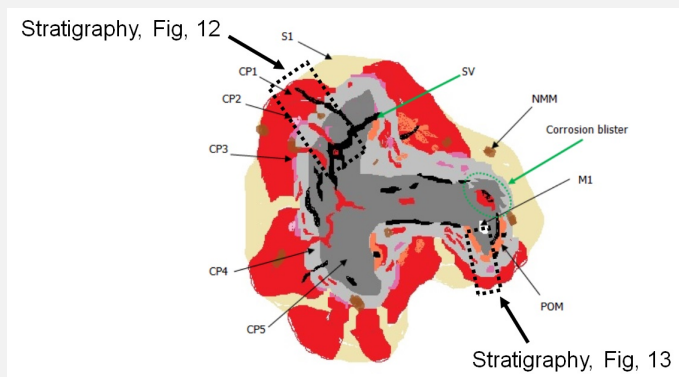 Stratigraphy, Fig, 12
S1
CP1
SV
CP2
NMM
Corrosion blister
CP3
M1
CP4
POM
CP5
Stratigraphy, Fig, 13